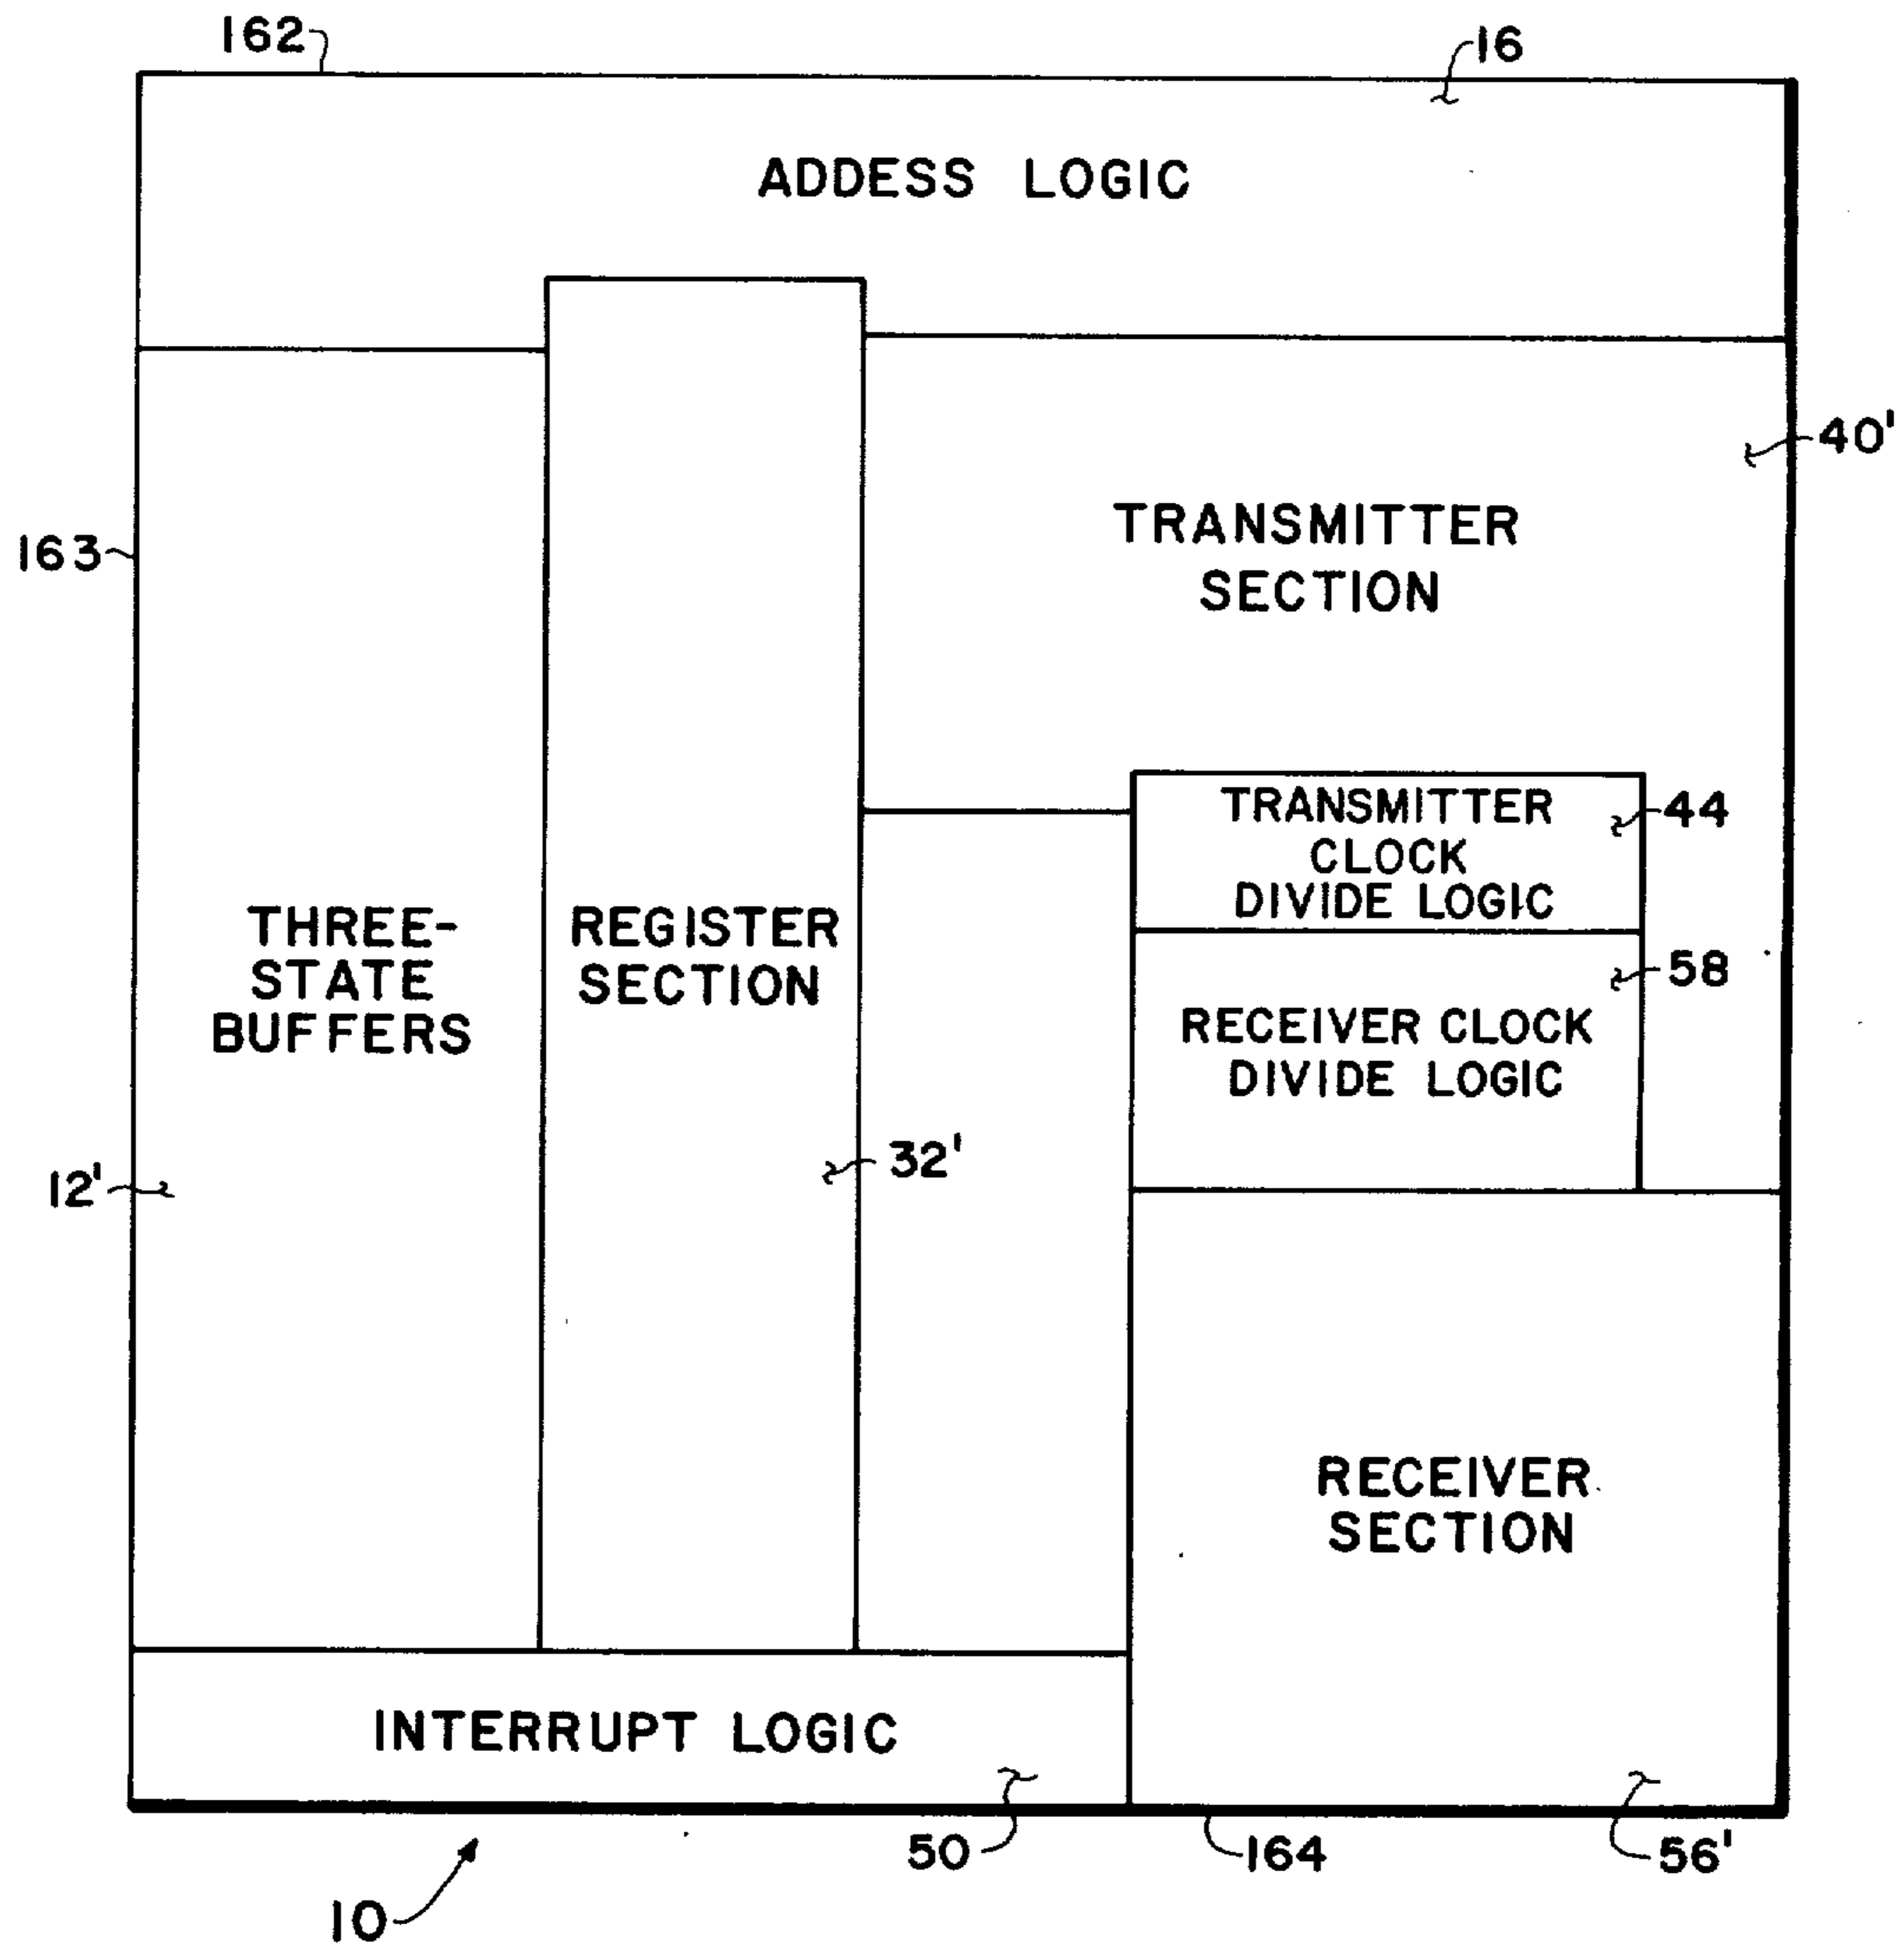 162
16
ADDESS LOGIC
40'
TRANSMITTER
SECTION
163
TRANSMITTER
CLOCK
DIVIDE LOGIC
44
THREE-
STATE
BUFFERS
REGISTER
SECTION
58
RECEIVER CLOCK
DIVIDE LOGIC
12'
32'
RECEIVER
SECTION
INTERRUPT LOGIC
50
164
56'
10